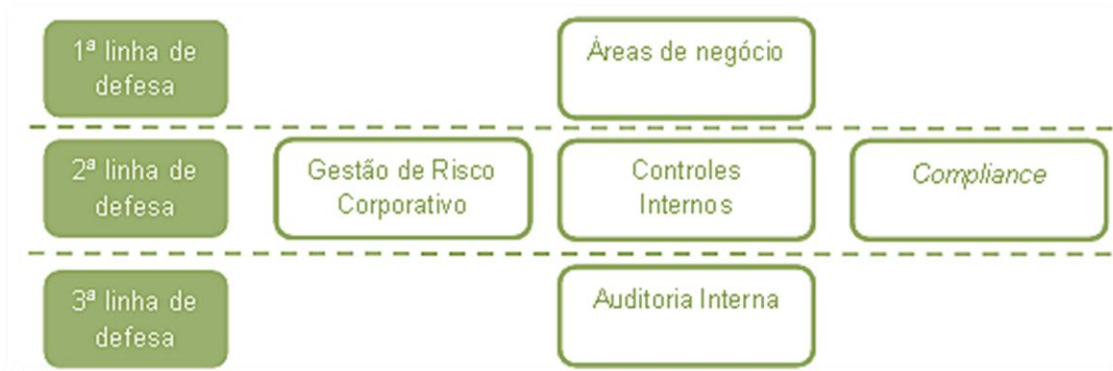 1ª linha de
defesa
Áreas de negócio
2ª linha de
defesa
Gestão de Risco
Corporativo
Controles
Internos
Compliance
3ª linha de
defesa
Auditoria Interna